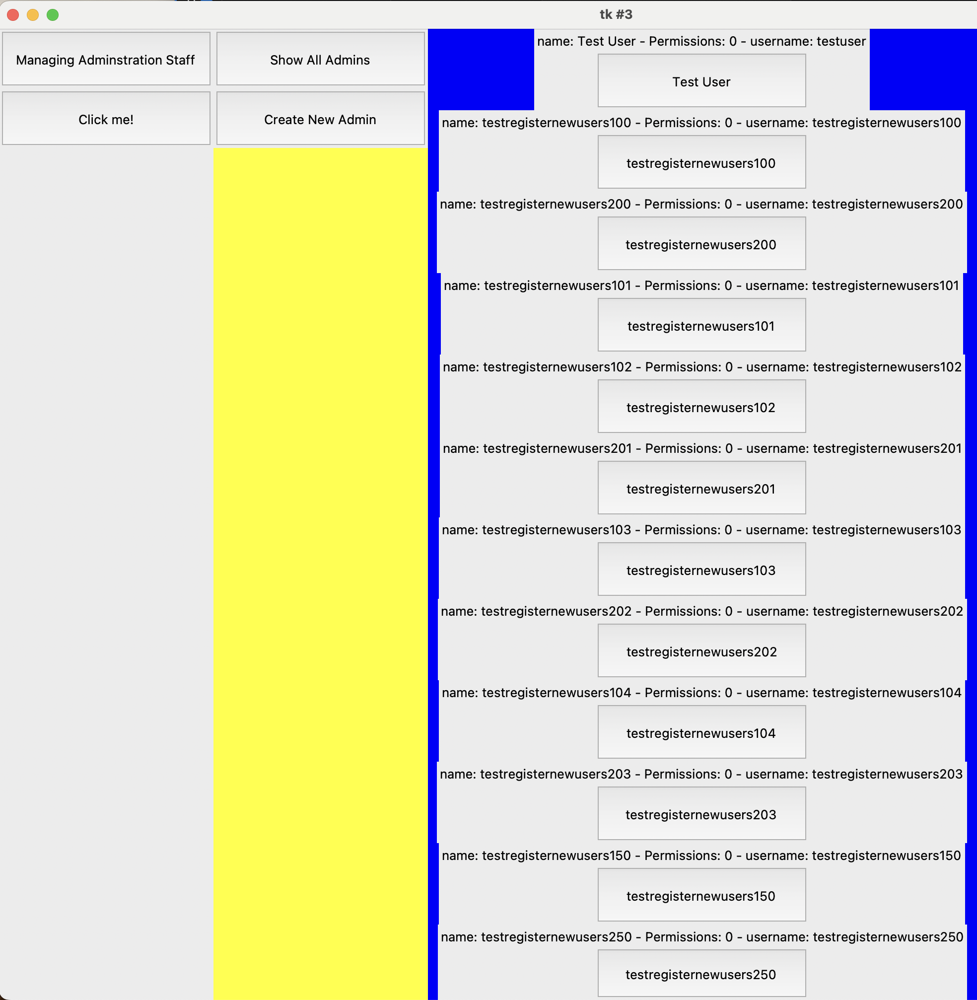 tk #3
Managing Adminstration Staff
Show All Admins
Click me!
Create New Admin
name: Test User - Permissions: 0 - username: testuser
Test User
name: testregisternewusers100 - Permissions: 0 - username: testregisternewusers100
testregisternewusers100
name: testregisternewusers200 - Permissions: 0 - username: testregisternewusers200
testregisternewusers200
name: testregisternewusers101 - Permissions: 0 - username: testregisternewusers101
testregisternewusers101
name: testregisternewusers102 - Permissions: 0 - username: testregisternewusers102
testregisternewusers102
name: testregisternewusers201 - Permissions: 0 - username: testregisternewusers201
testregisternewusers201
name: testregisternewusers103 - Permissions: 0 - username: testregisternewusers103
testregisternewusers103
name: testregisternewusers202 - Permissions: 0 - username: testregisternewusers202
testregisternewusers202
name: testregisternewusers104 - Permissions: 0 - username: testregisternewusers104
testregisternewusers104
name: testregisternewusers203 - Permissions: 0 - username: testregisternewusers203
testregisternewusers203
name: testregisternewusers150 - Permissions: 0 - username: testregisternewusers150
testregisternewusers150
name: testregisternewusers250 - Permissions: 0 - username: testregisternewusers250
testregisternewusers250